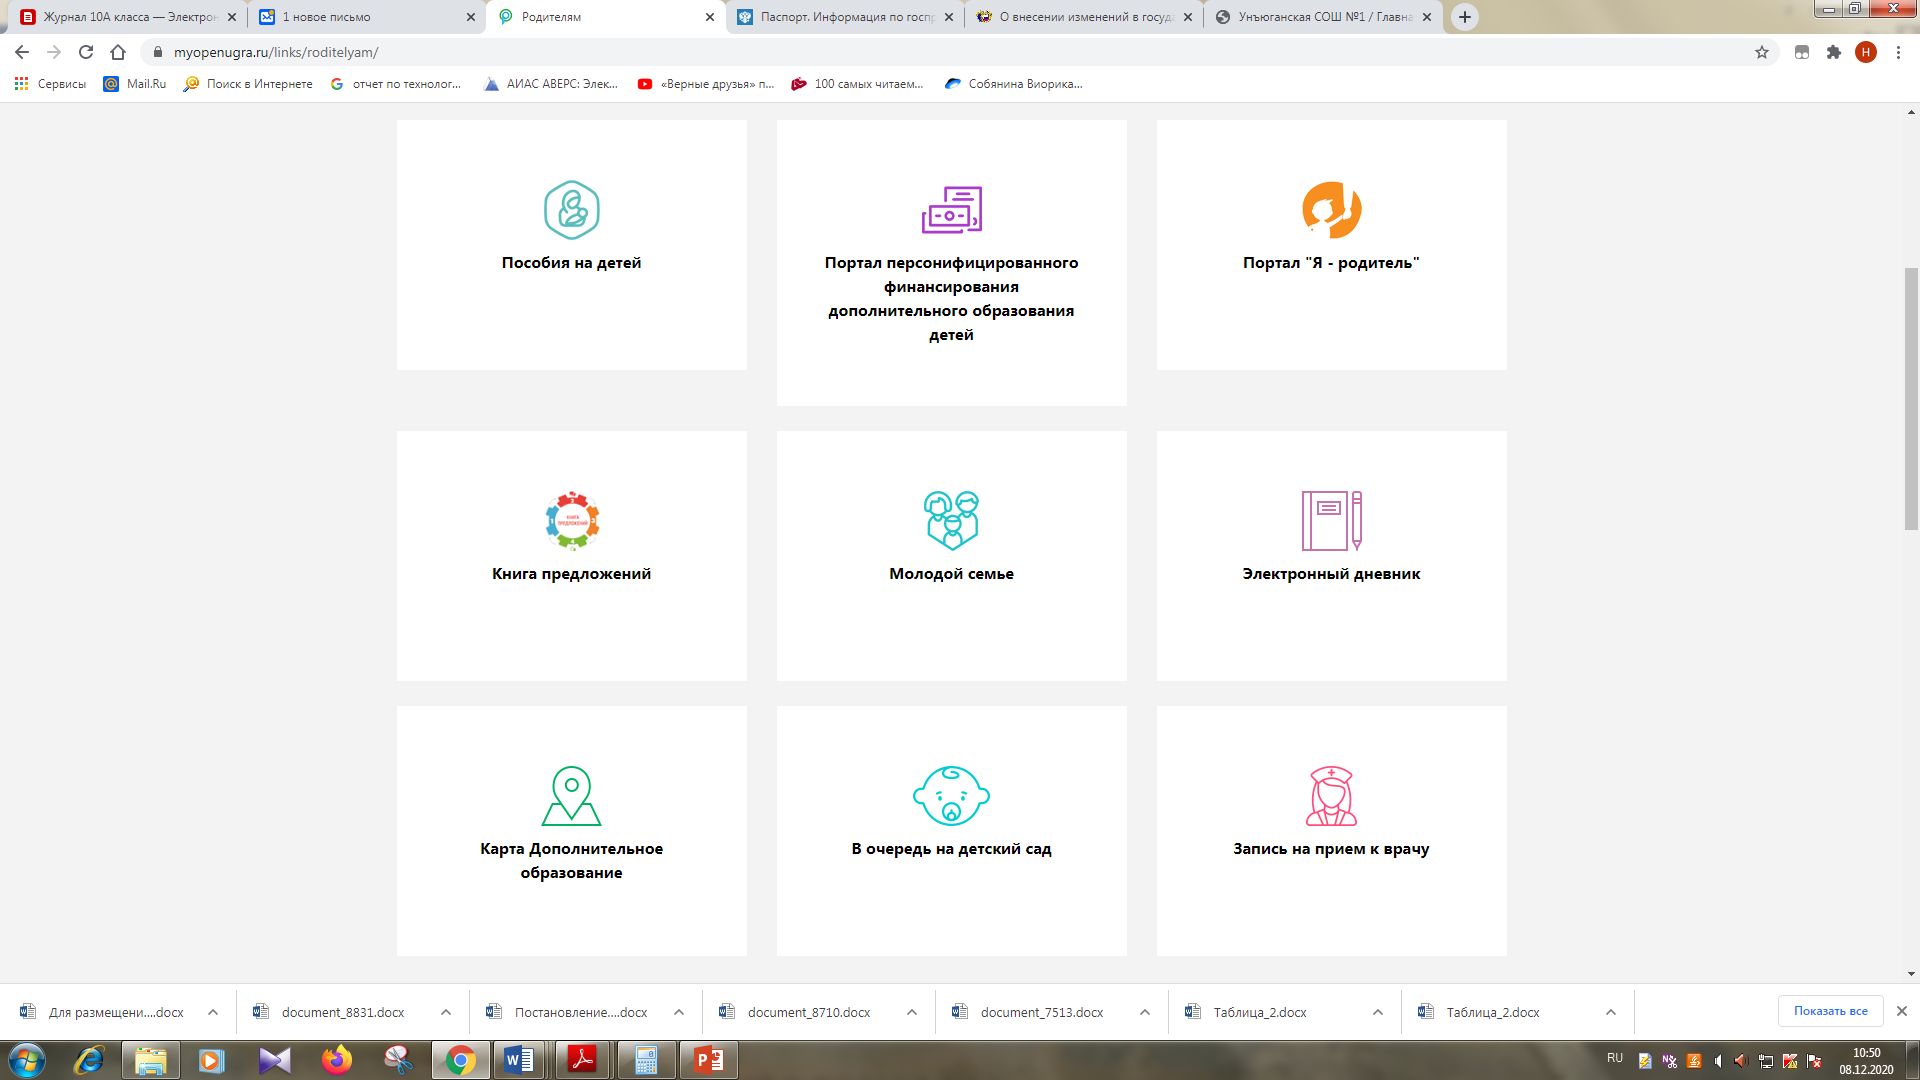 Журнал 10А класса — Электрон
1 новое письмо
Родителям
Паспорт. Информация по госпр
О внесении изменений в госуд
Унъюганская СОШ №1 / Главна
myopenugra.ru/links/roditelyam/
Н
Сервисы
Mail.Ru
Поиск в Интернете
отчет по технолог...
АИАС АВЕРС: Элек...
«Верные друзья» п...
100 самых читаем...
Собянина Виорика...
Пособия на детей
Портал персонифицированного
финансирования
дополнительного образования
детей
Портал "Я - родитель"
КНИГА
ПРЕДЛОЖЕНИЙ
Книга предложений
Молодой семье
Электронный дневник
Карта Дополнительное
образование
В очередь на детский сад
Запись на прием к врачу
Для размещени....docx
document_8831.docx
Постановление....docx
document_8710.docx
document_7513.docx
Таблица_2.docx
Таблица_2.docx
Показать все
RU
10:50
08.12.2020